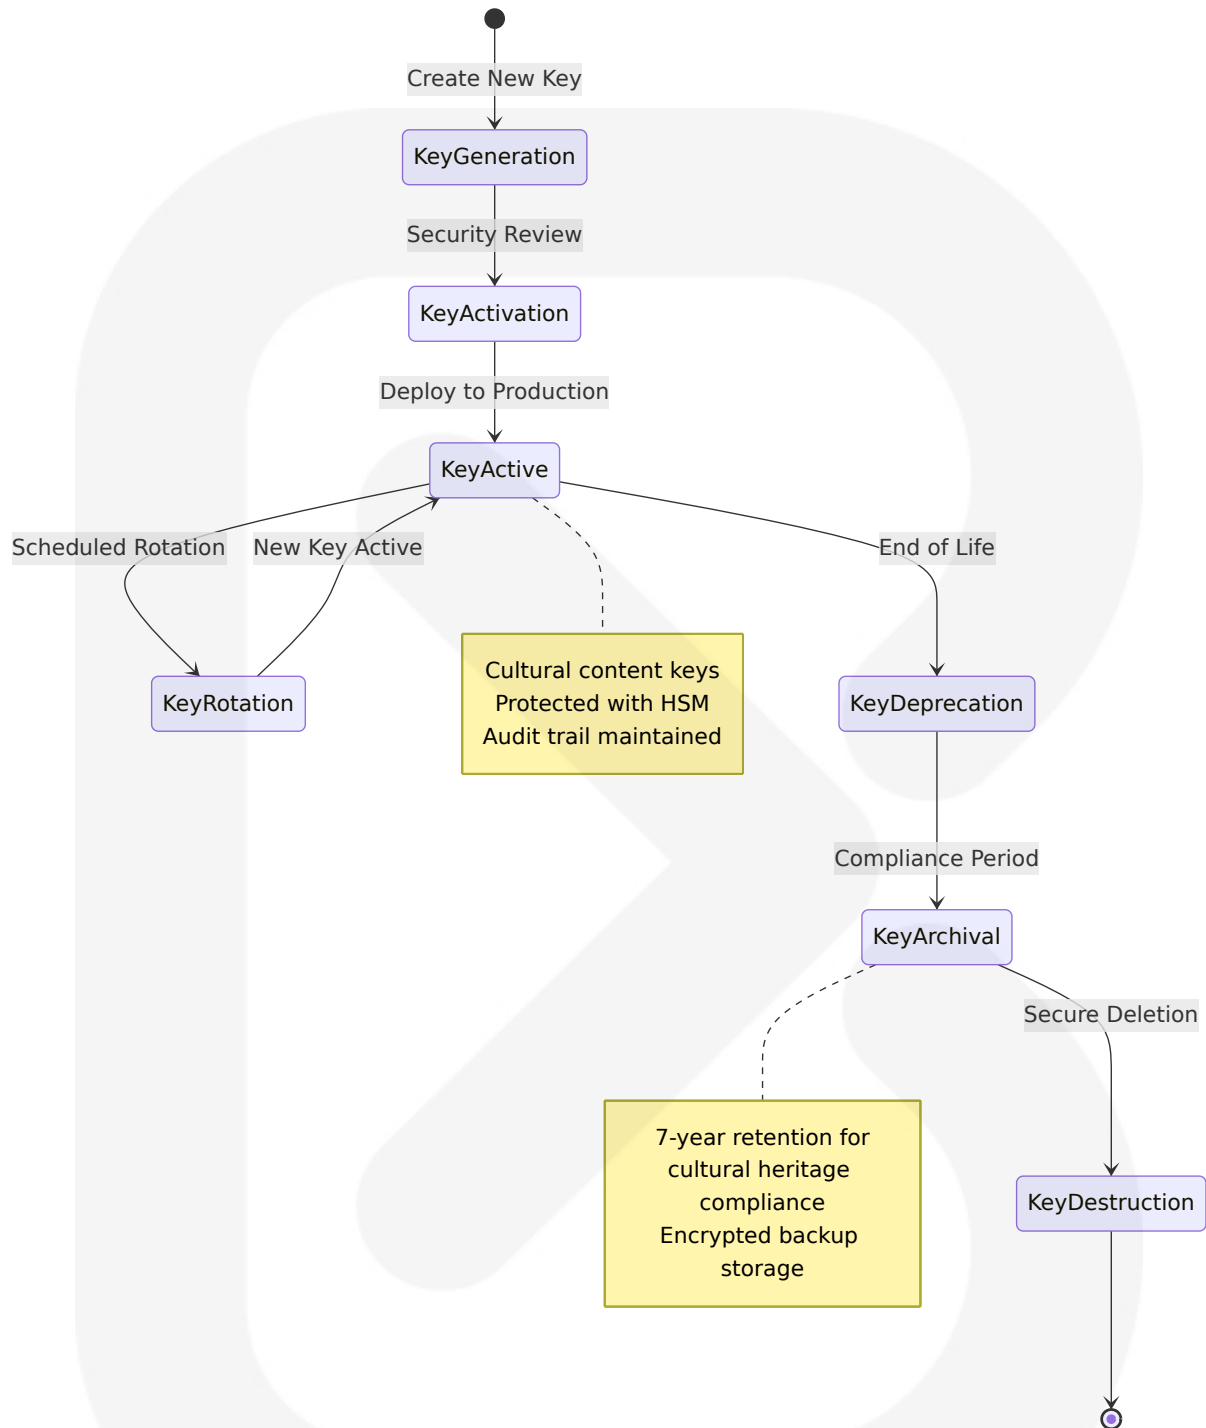 Create New Key
KeyGeneration
Security Review
KeyActivation
Deploy to Production
KeyActive
Scheduled Rotation
New Key Active
End of Life
KeyRotation
Cultural content keys
Protected with HSM
Audit trail maintained
KeyDeprecation
Compliance Period
KeyArchival
Secure Deletion
7-year retention for
cultural heritage
compliance
Encrypted backup
storage
KeyDestruction